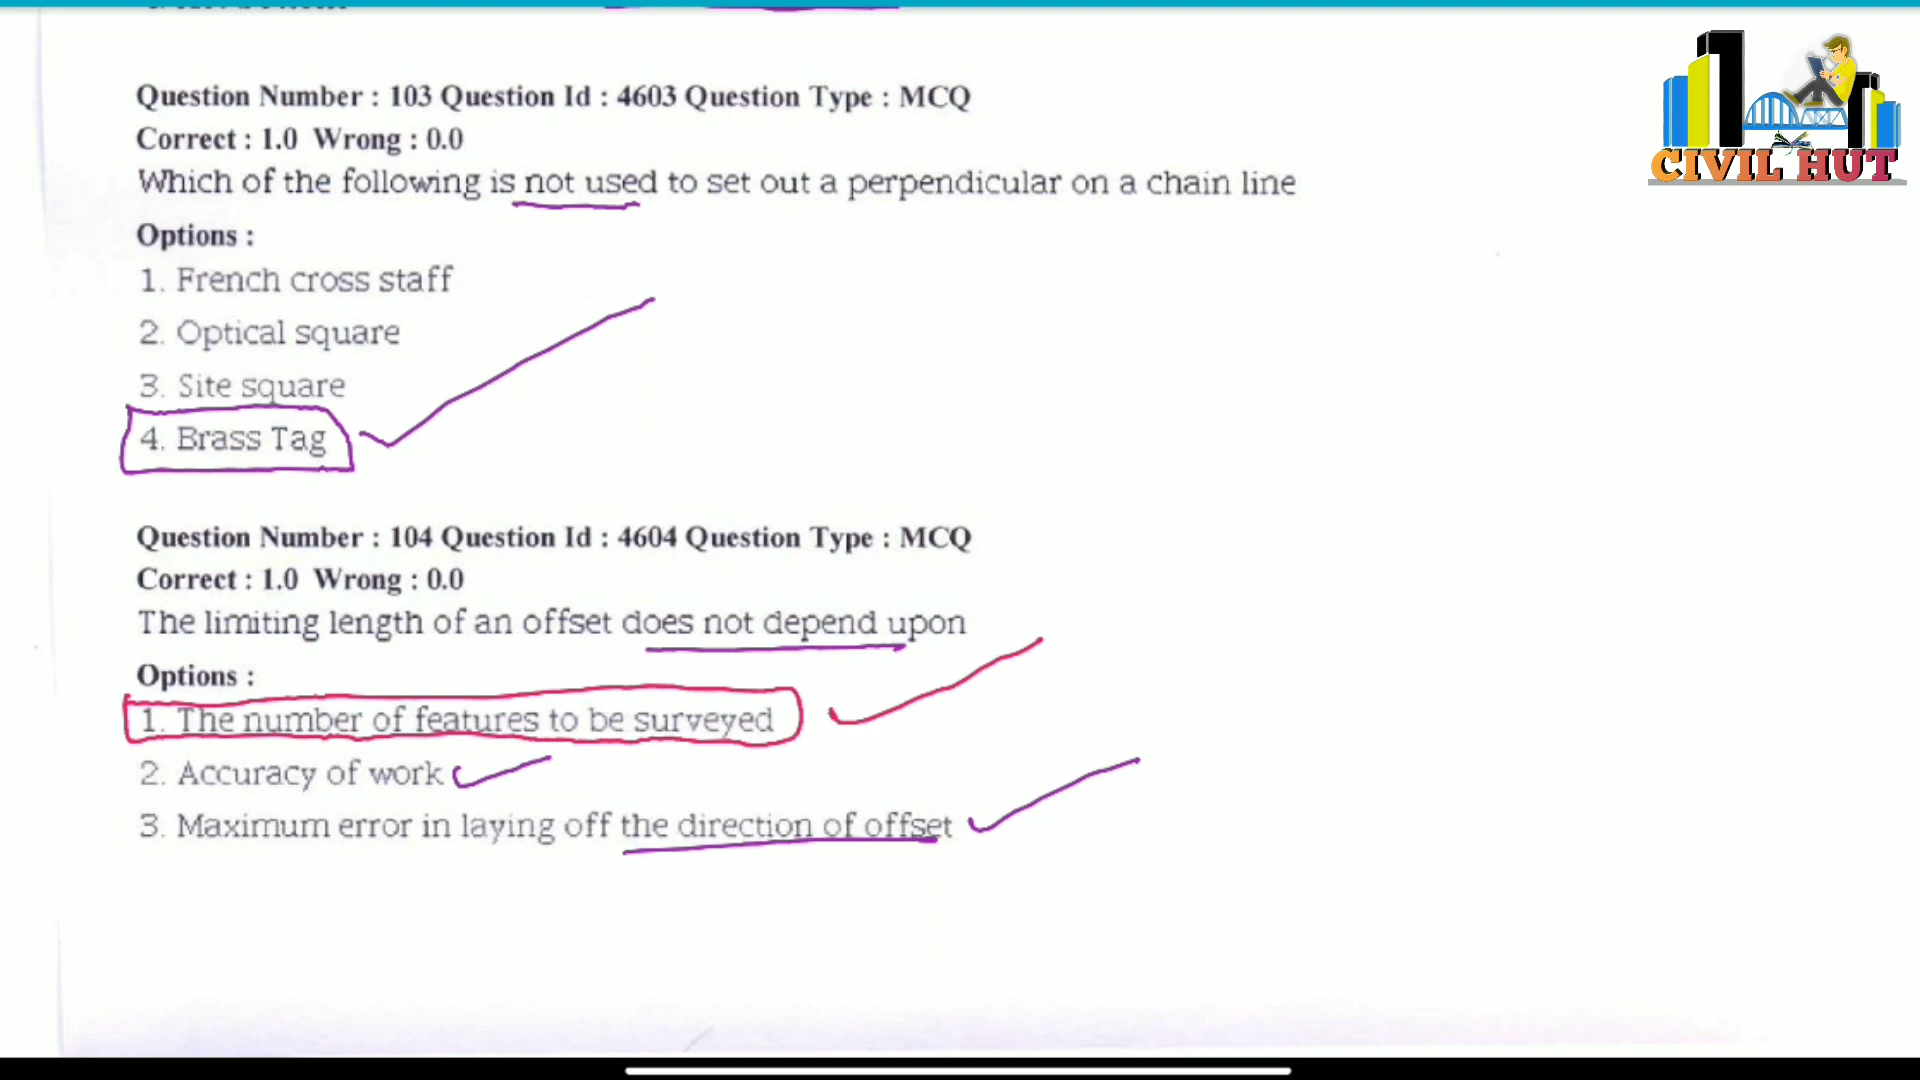 Question Number : 103 Question Id : 4603 Question Type : MCQ
Correct : 1.0 Wrong : 0.0
Which of the following is not used to set out a perpendicular on a chain line
Options :
1. French cross staff
2. Optical square
3. Site square
4. Brass Tag
Question Number : 104 Question Id : 4604 Question Type : MCQ
Correct : 1.0 Wrong : 0.0
The limiting length of an offset does not depend upon
Options :
1. The number of features to be surveyed
2. Accuracy of work
3. Maximum error in laying off the direction of offset
CIVIL HUT